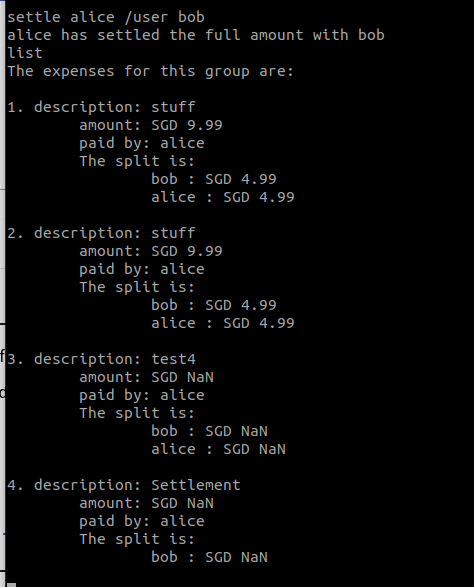 settle alice /user bob
alice has settled the full amount with bob
list
The expenses for this group are:
1. description: stuff
amount: SGD 9.99
paid by: alice
The split is:
bob : SGD 4.99
alice : SGD 4.99
2. description: stuff
amount: SGD 9.99
paid by: alice
The split is:
bob : SGD 4.99
alice : SGD 4.99
3. description: test4
amount: SGD NaN
paid by: alice
The split is:
bob : SGD NaN
alice : SGD NaN
4. description: Settlement
amount: SGD NaN
paid by: alice
The split is:
bob : SGD NaN